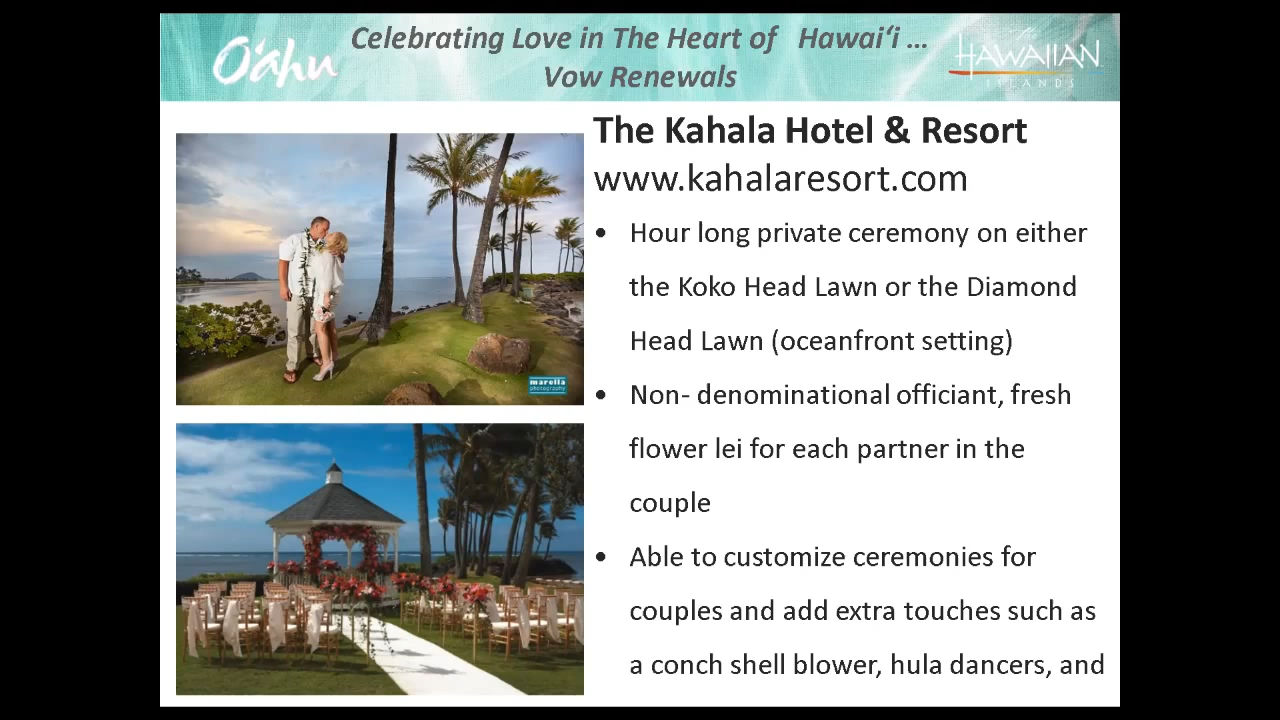 O'ahu
Celebrating Love in The Heart of Hawai‘i ...
Vow Renewals
The
HAWAIIAN
ISLANDS
The Kahala Hotel & Resort
www.kahalaresort.com
• Hour long private ceremony on either
the Koko Head Lawn or the Diamond
Head Lawn (oceanfront setting)
• Non- denominational officiant, fresh
flower lei for each partner in the
couple
• Able to customize ceremonies for
couples and add extra touches such as
a conch shell blower, hula dancers, and
marella
photography